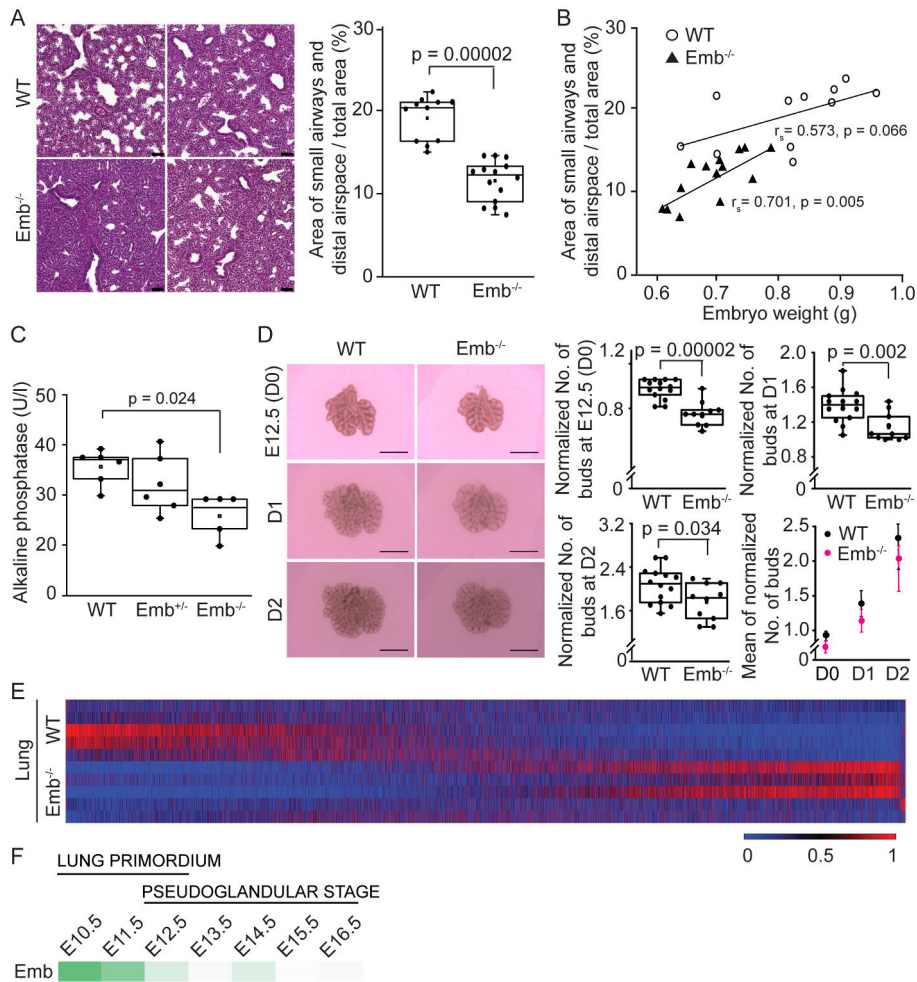 A
WT
Emb-/-
Area of small airways and
distal airspace / total area (%)
30
20
10
0
p = 0.00002
WT
Emb-/-
B
Area of small airways and
distal airspace / total area (%)
30
20
10
0
WT
Emb-/-
rs= 0.573, p = 0.066
rs= 0.701, p = 0.005
0.6
0.7
0.8
0.9
1.0
Embryo weight (g)
C
Alkaline phosphatase (U/l)
50
40
30
20
0
p = 0.024
WT
Emb+/-
Emb-/-
D
WT
Emb-/-
E12.5 (D0)
D1
D2
Normalized No. of
buds at E12.5 (D0)
1.2
0.9
0.6
0
p = 0.00002
WT
Emb-/-
Normalized No. of
buds at D1
2.0
1.6
1.2
0.8
0
p = 0.002
WT
Emb-/-
Normalized No. of
buds at D2
2.8
2.2
1.6
0
p = 0.034
WT
Emb-/-
Mean of normalized
No. of buds
2.5
2.0
1.5
1.0
0
WT
Emb-/-
D0
D1
D2
E
Lung
WT
Emb-/-
0
0.5
1
F
LUNG PRIMORDIUM
PSEUDOGLANDULAR STAGE
E10.5
E11.5
E12.5
E13.5
E14.5
E15.5
E16.5
Emb